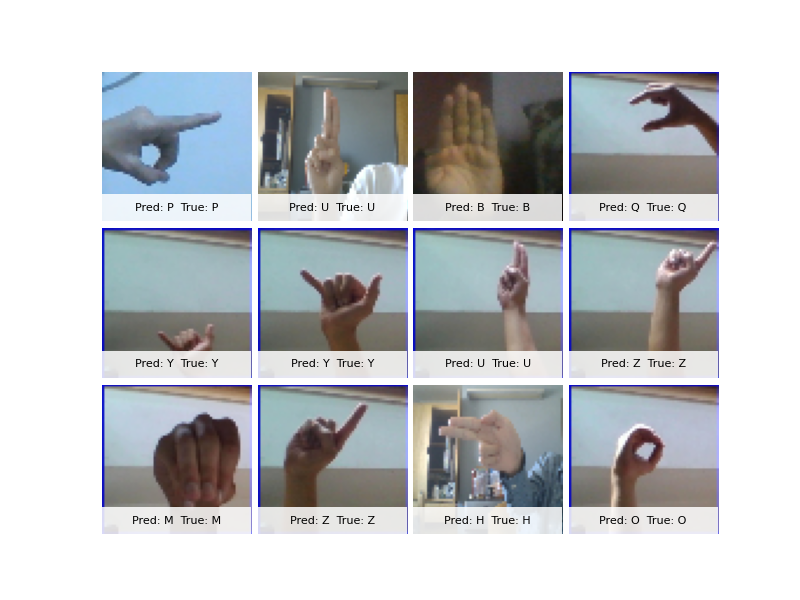 Pred: P  True: P
Pred: U  True: U
Pred: B  True: B
Pred: Q  True: Q
Pred: Y  True: Y
Pred: Y  True: Y
Pred: U  True: U
Pred: Z  True: Z
Pred: M  True: M
Pred: Z  True: Z
Pred: H  True: H
Pred: O  True: O